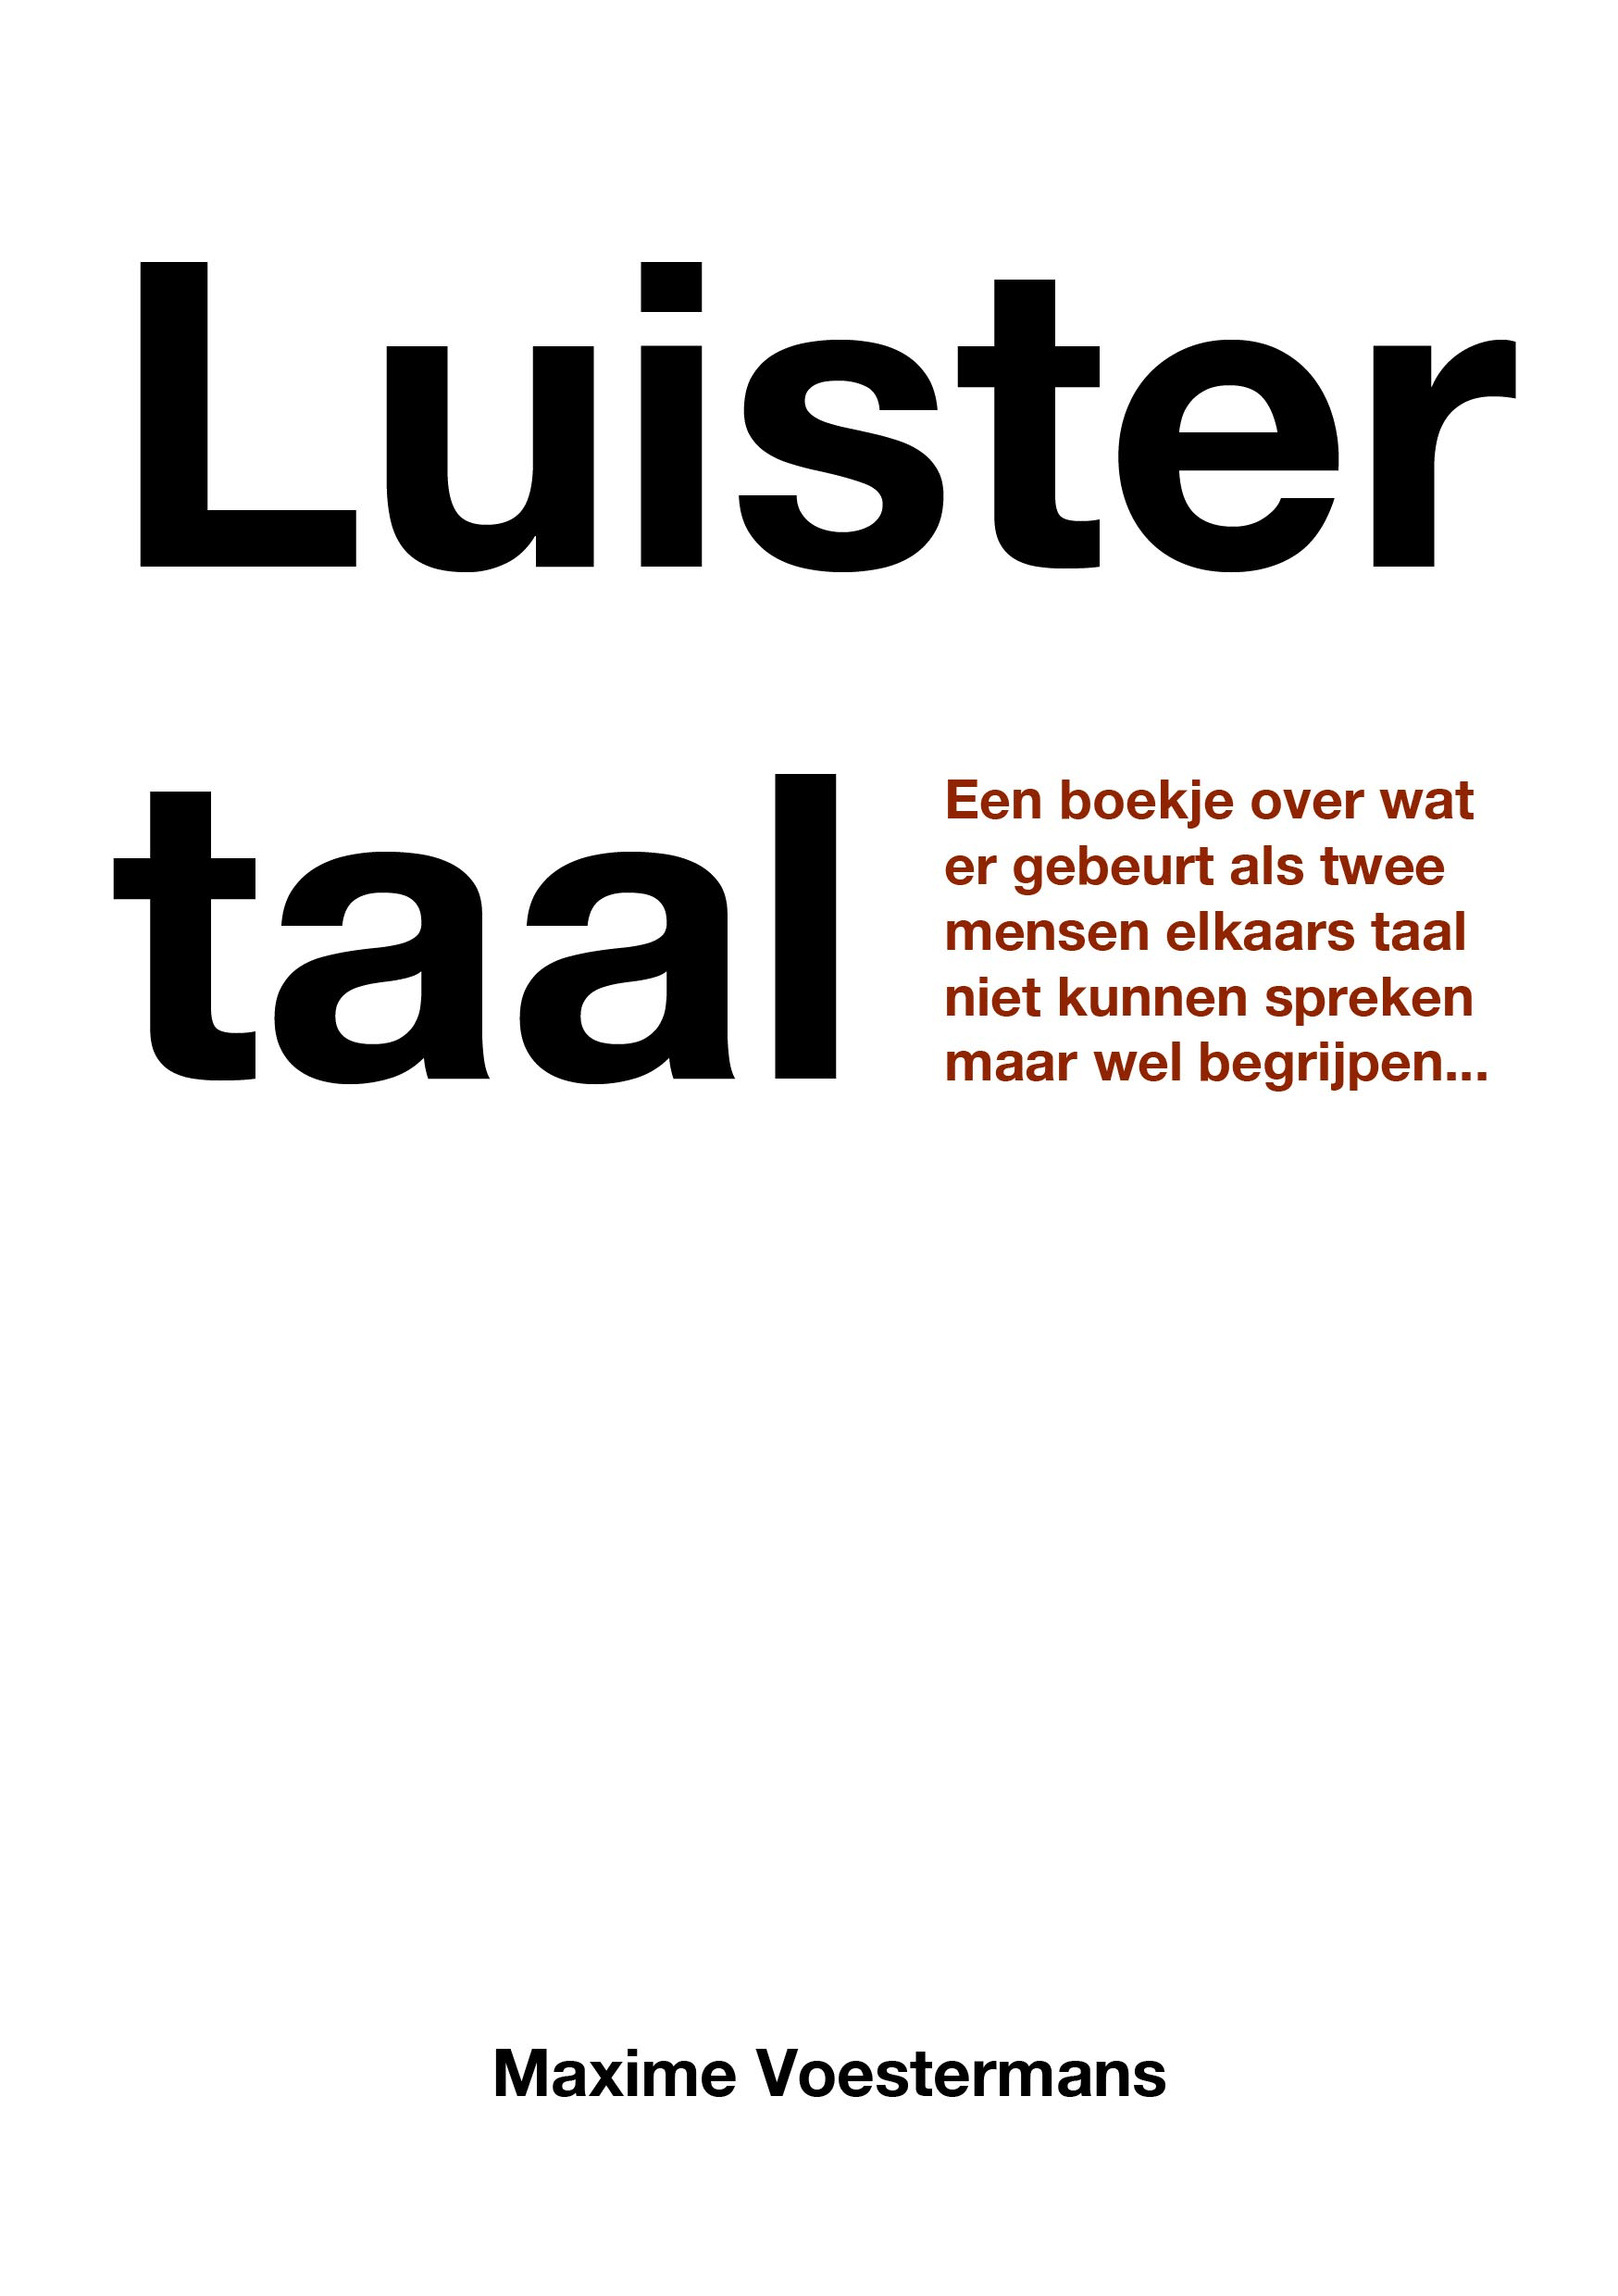 Luister
taal
Een boekje over wat
er gebeurt als twee
mensen elkaars taal
niet kunnen spreken
maar wel begrijpen...
Maxime Voestermans